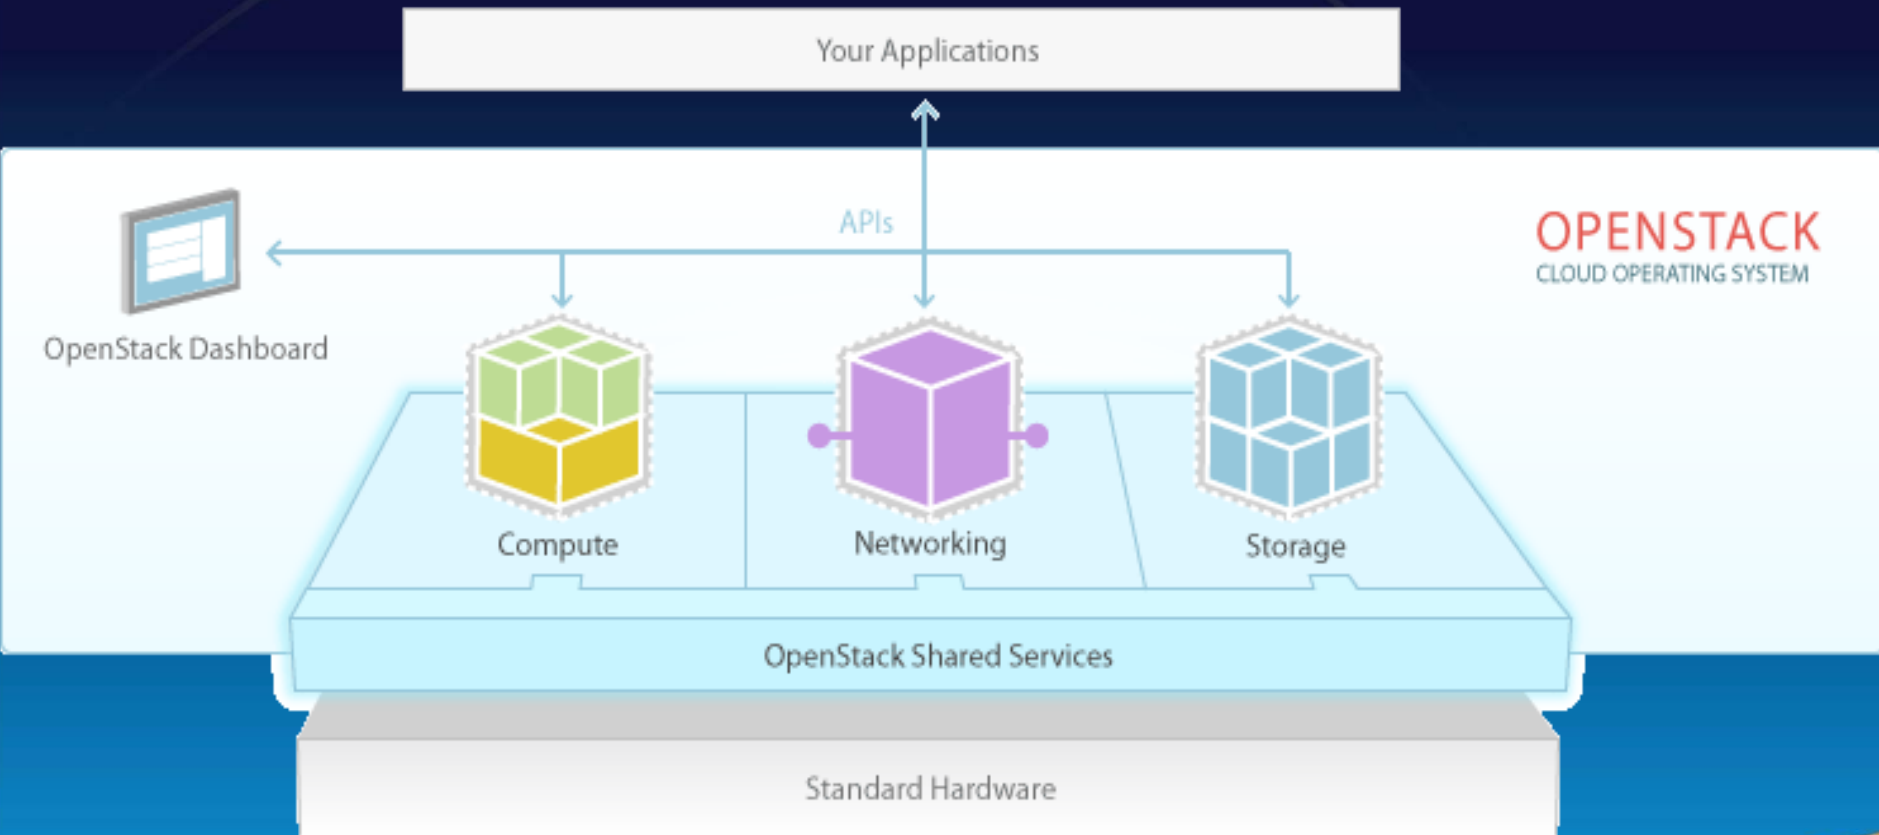 Your Applications
APIs
OPENSTACK
CLOUD OPERATING SYSTEM
OpenStack Dashboard
Compute
Networking
Storage
OpenStack Shared Services
Standard Hardware